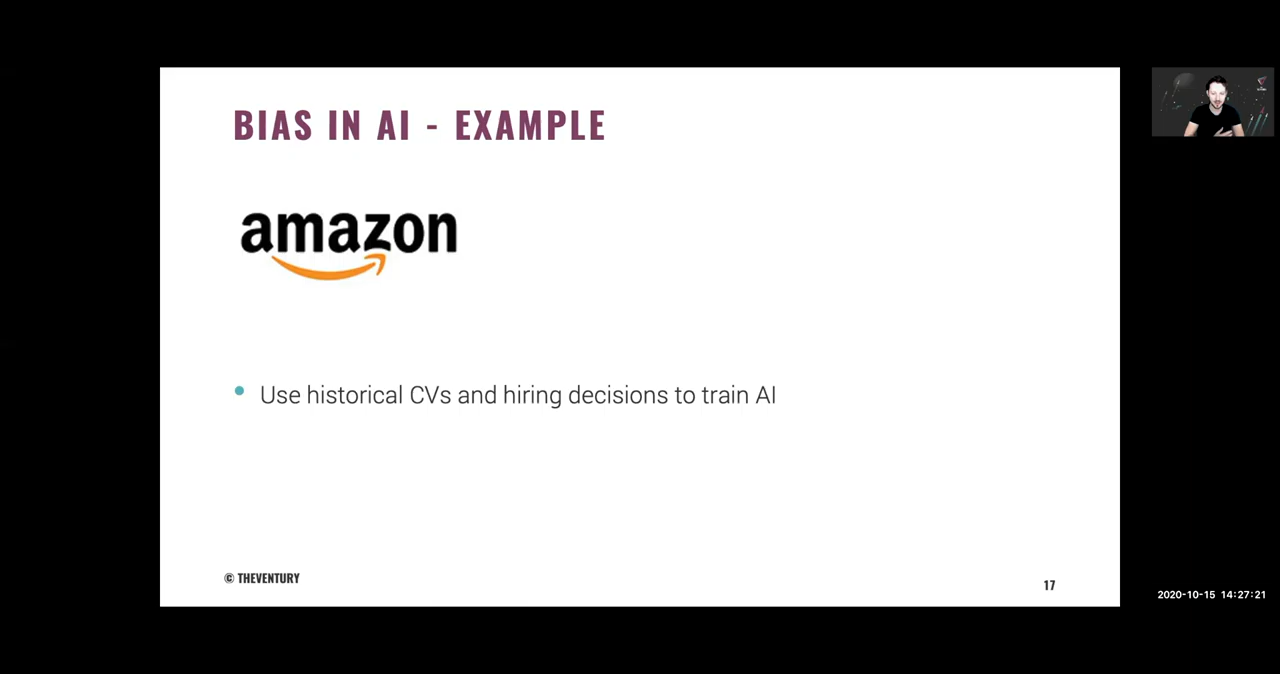 BIAS IN AI - EXAMPLE
amazon
• Use historical CVs and hiring decisions to train AI
© THEVENTURY
17
2020-10-15 14:27:21